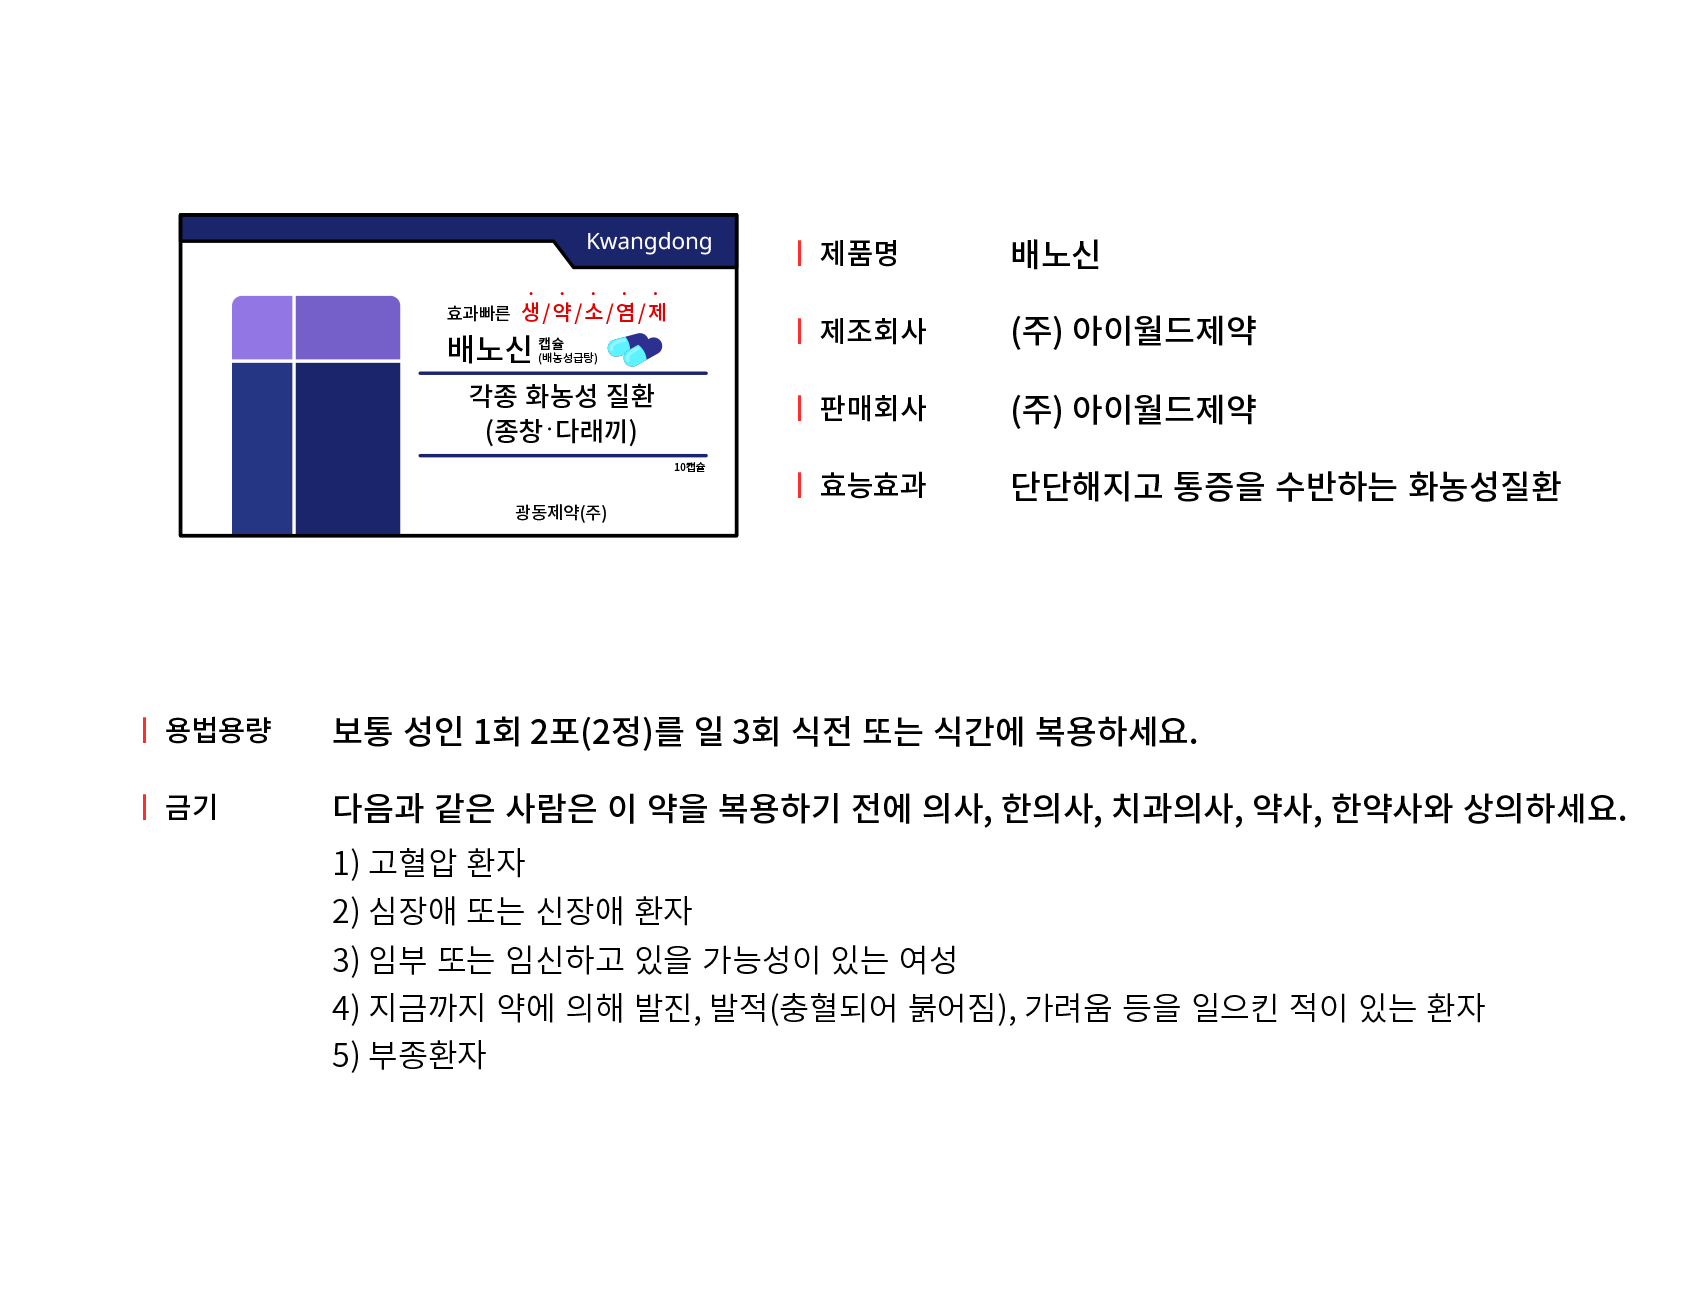 Kwangdong
효과빠른 생/약/소/염/제
배노신 캡슐
(배농성급탕)
각종 화농성 질환
(종창·다래끼)
10캡슐
광동제약(주)
제품명 배노신
제조회사 (주) 아이월드제약
판매회사 (주) 아이월드제약
효능효과 단단해지고 통증을 수반하는 화농성질환
용법용량 보통 성인 1회 2포(2정)를 일 3회 식전 또는 식간에 복용하세요.
금기 다음과 같은 사람은 이 약을 복용하기 전에 의사, 한의사, 치과의사, 약사, 한약사와 상의하세요.
1) 고혈압 환자
2) 심장애 또는 신장애 환자
3) 임부 또는 임신하고 있을 가능성이 있는 여성
4) 지금까지 약에 의해 발진, 발적(충혈되어 붉어짐), 가려움 등을 일으킨 적이 있는 환자
5) 부종환자